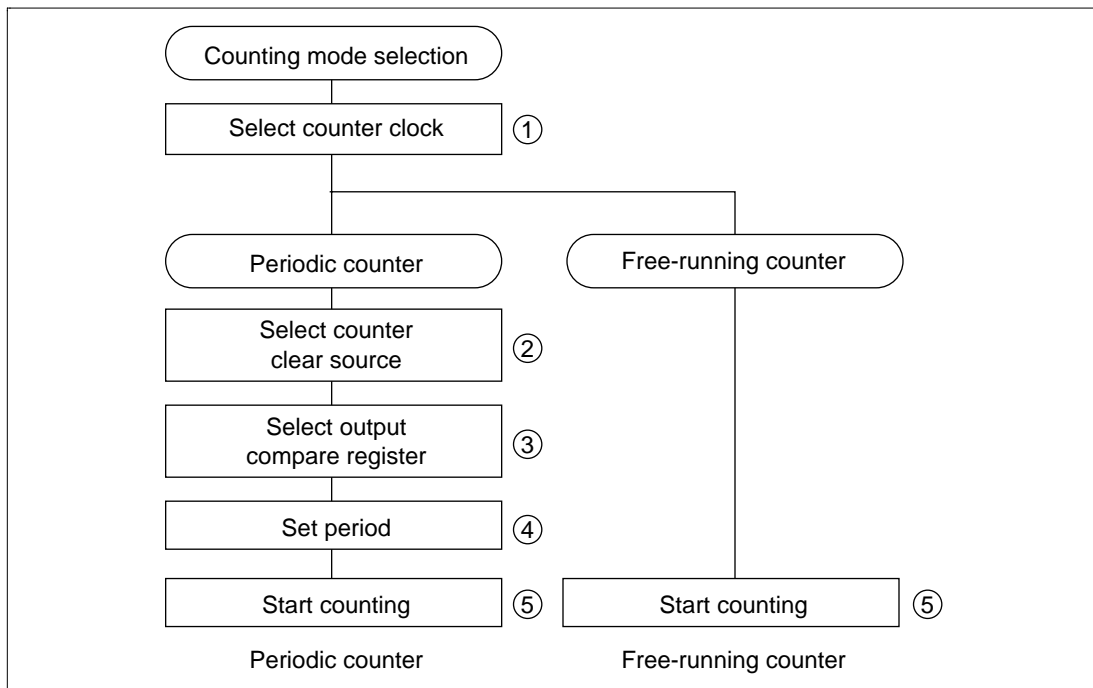 Counting mode selection
Select counter clock
①
Periodic counter
Free-running counter
Select counter
clear source
②
Select output
compare register
③
Set period
④
Start counting
⑤
Start counting
⑤
Periodic counter
Free-running counter